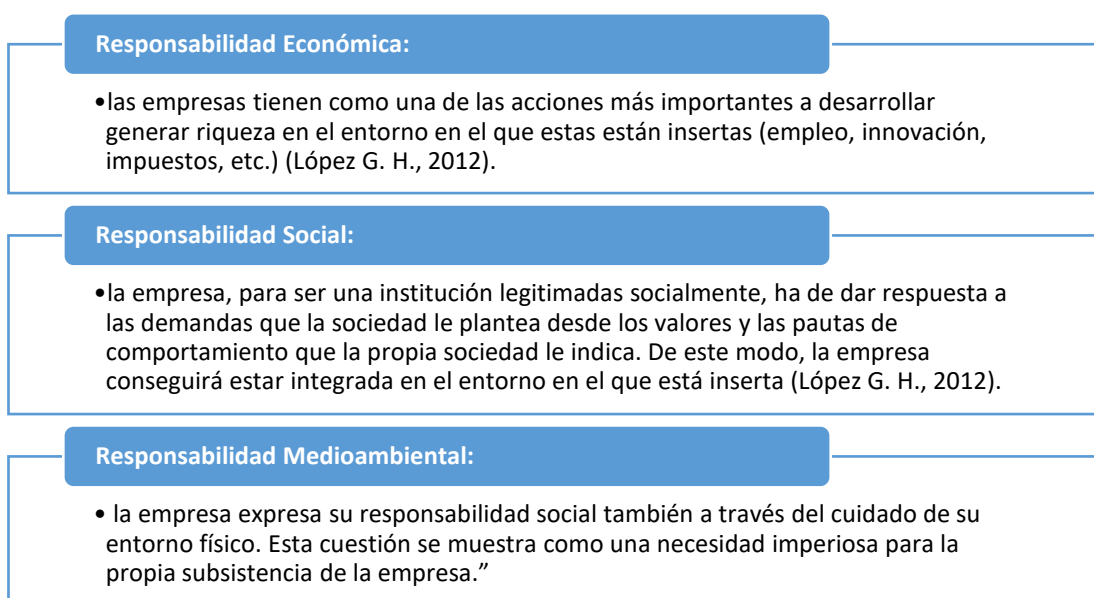 Responsabilidad Económica:
•las empresas tienen como una de las acciones más importantes a desarrollar
generar riqueza en el entorno en el que estas están insertas (empleo, innovación,
impuestos, etc.) (López G. H., 2012).
Responsabilidad Social:
•la empresa, para ser una institución legitimadas socialmente, ha de dar respuesta a
las demandas que la sociedad le plantea desde los valores y las pautas de
comportamiento que la propia sociedad le indica. De este modo, la empresa
conseguirá estar integrada en el entorno en el que está inserta (López G. H., 2012).
Responsabilidad Medioambiental:
• la empresa expresa su responsabilidad social también a través del cuidado de su
entorno físico. Esta cuestión se muestra como una necesidad imperiosa para la
propia subsistencia de la empresa.”